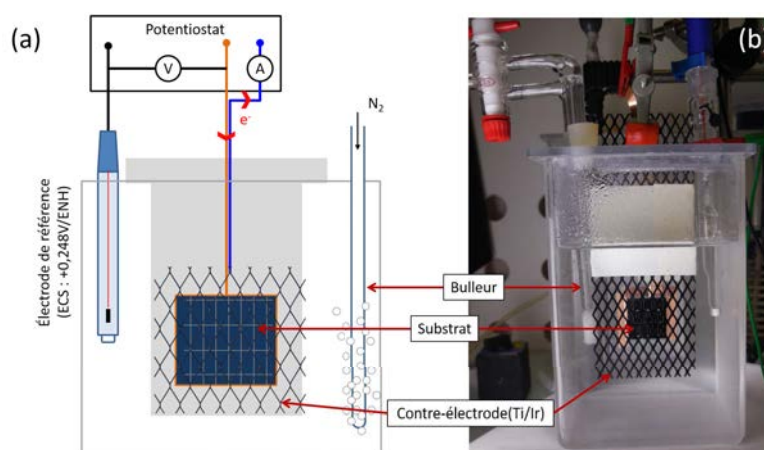 (a)
Potentiostat
V
A
e-
N2
Électrode de référence
(ECS : +0,248V/ENH)
(b)
Bulleur
Substrat
Contre-électrode(Ti/Ir)